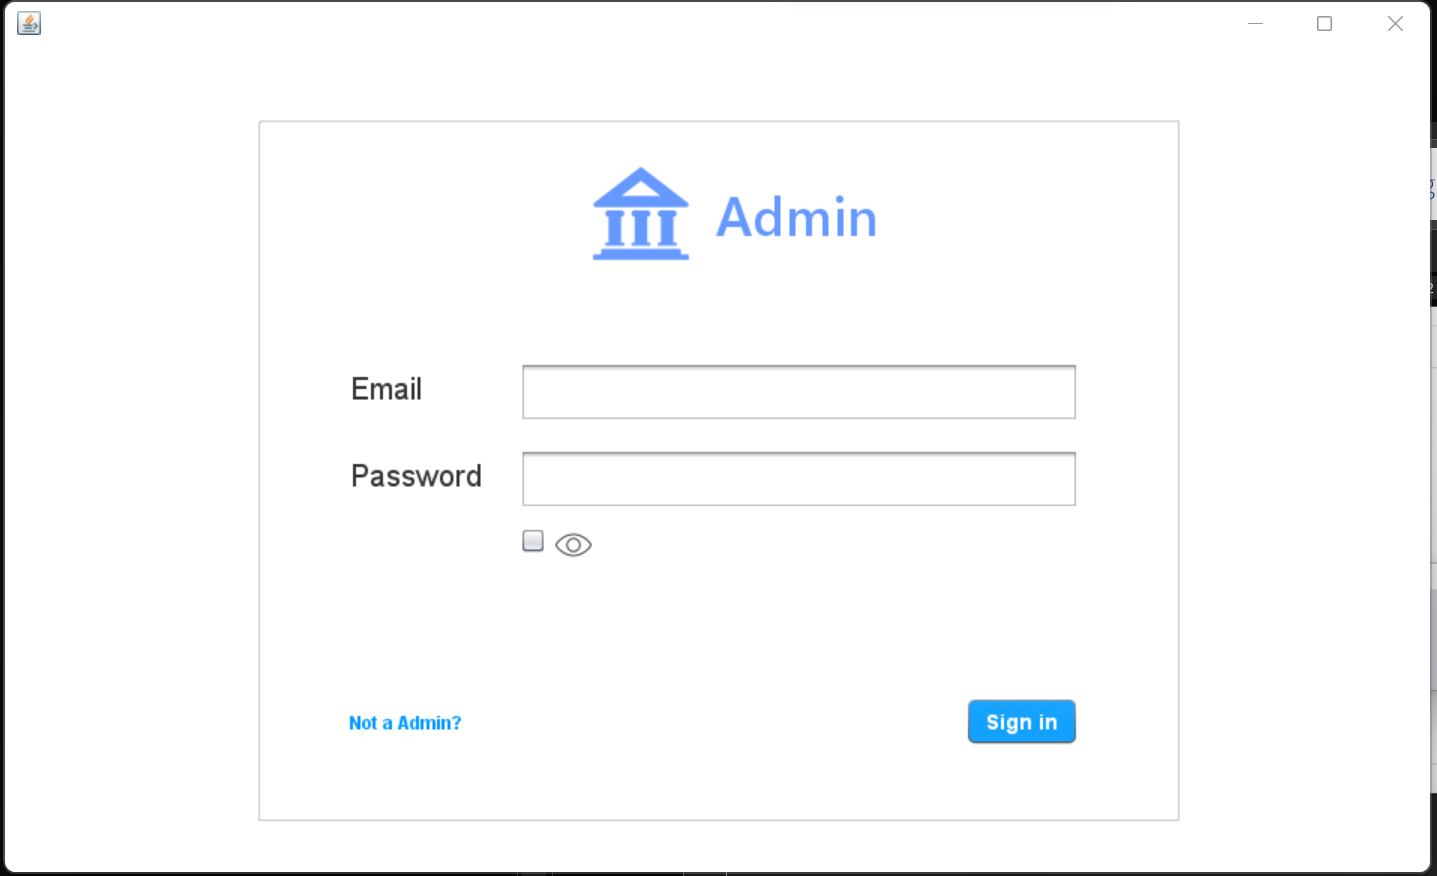 Admin
Email
Password
Not a Admin?
Sign in